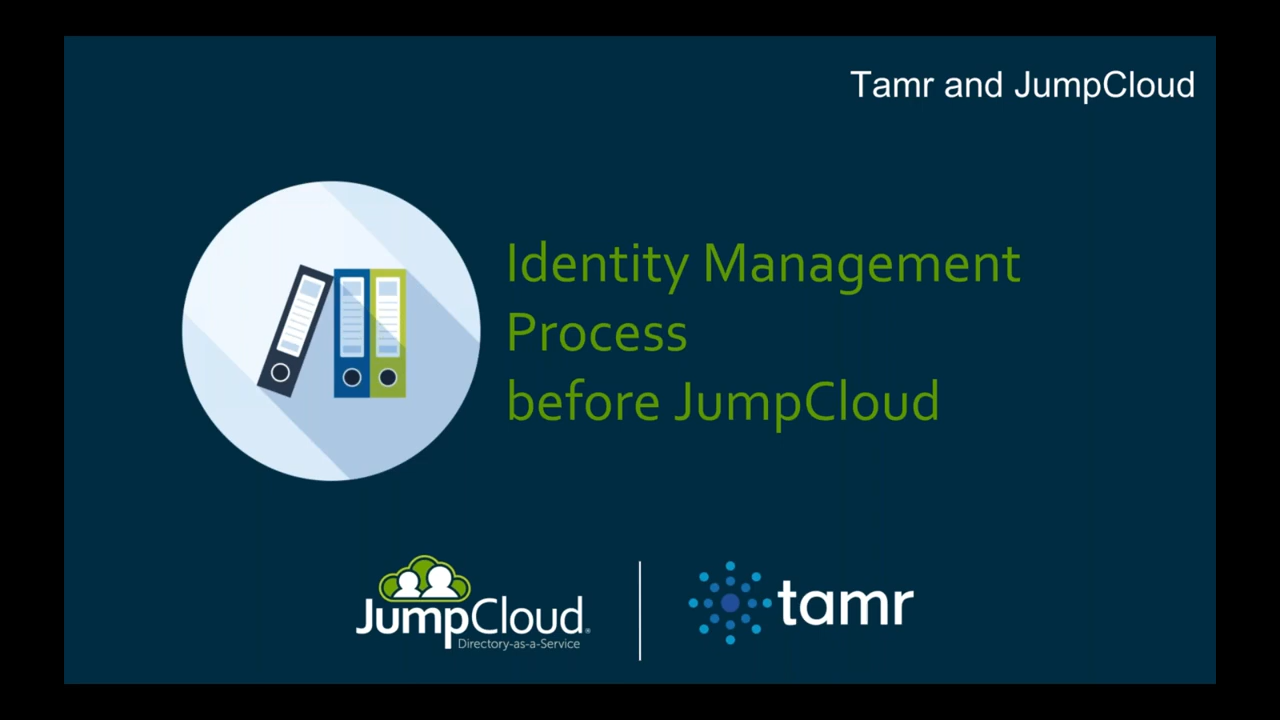 Tamr and JumpCloud
Identity Management
Process
before JumpCloud
JumpCloud®
Directory-as-a-Service
tamr